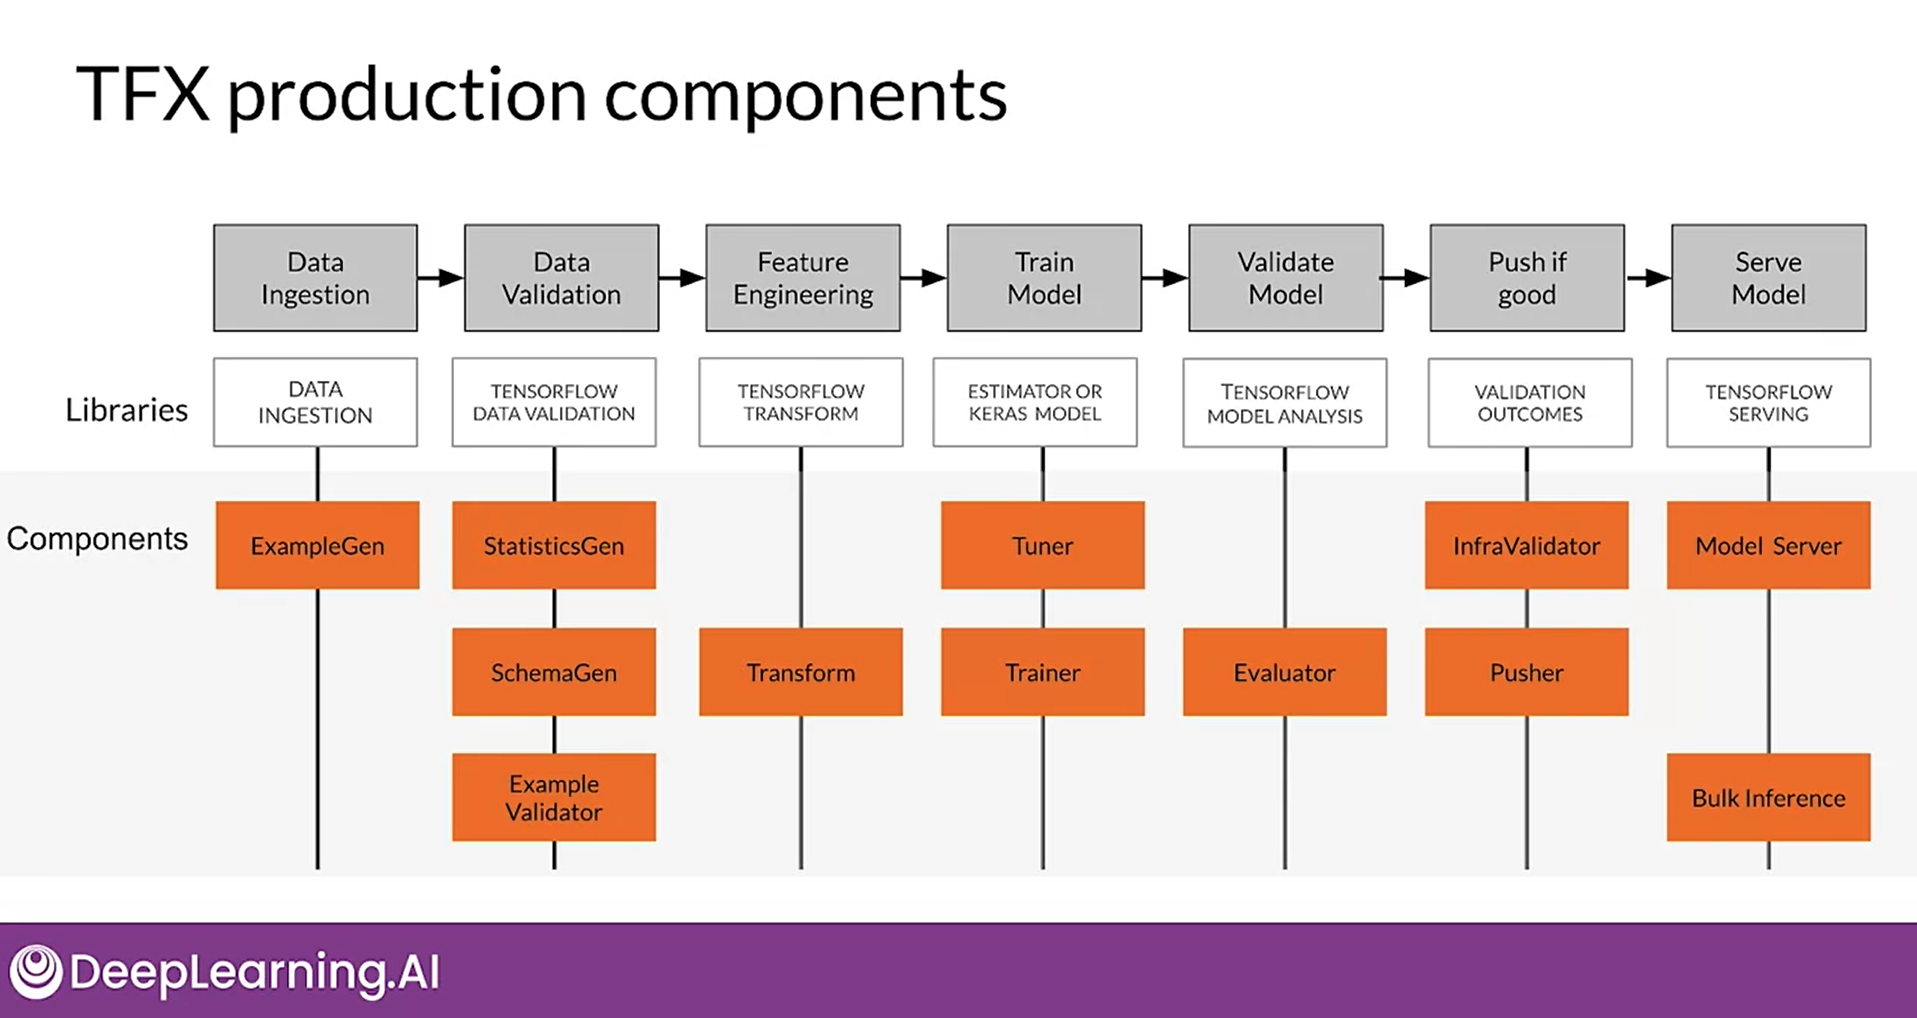 TFX production components
Data
Ingestion
Data
Validation
Feature
Engineering
Train
Model
Validate
Model
Push if
good
Serve
Model
Libraries
DATA
INGESTION
TENSORFLOW
DATA VALIDATION
TENSORFLOW
TRANSFORM
ESTIMATOR OR
KERAS MODEL
TENSORFLOW
MODEL ANALYSIS
VALIDATION
OUTCOMES
TENSORFLOW
SERVING
Components
ExampleGen
StatisticsGen
Tuner
InfraValidator
Model Server
SchemaGen
Transform
Trainer
Evaluator
Pusher
Example
Validator
Bulk Inference
DeepLearning.AI